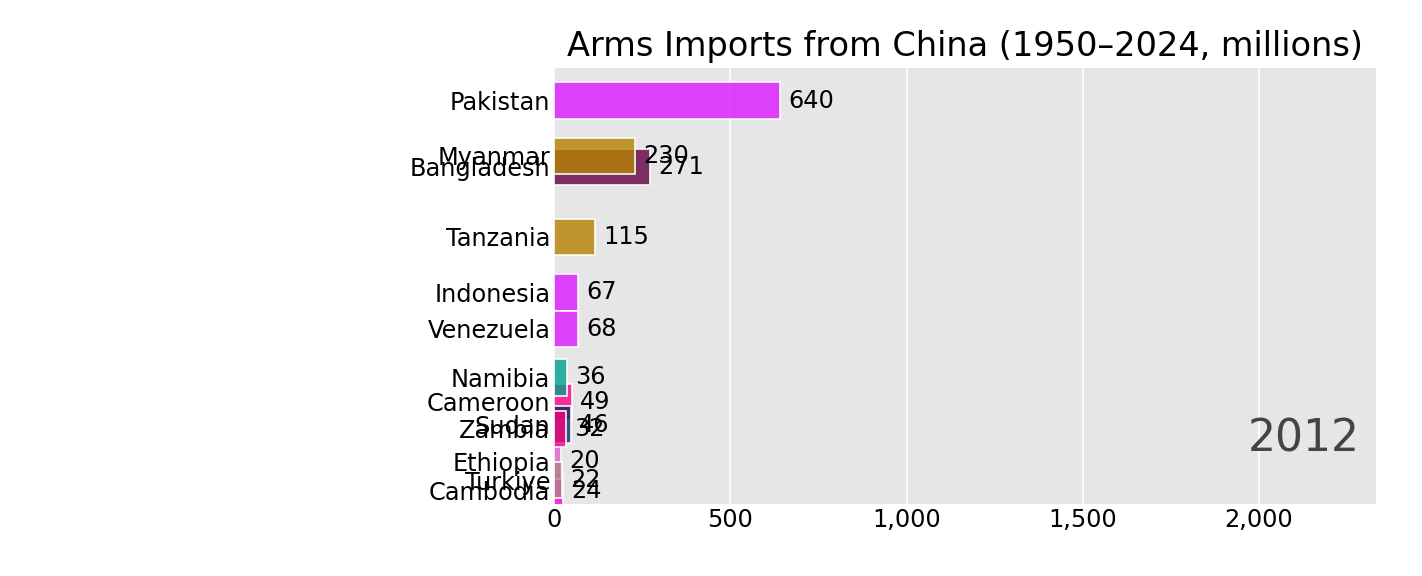 Arms Imports from China (1950–2024, millions)
Pakistan 640
Myanmar 230
Bangladesh 271
Tanzania 115
Indonesia 67
Venezuela 68
Namibia 36
Cameroon 49
Sudan 46
Zambia 32
2012
Ethiopia 20
Türkiye 22
Cambodia 24
0 500 1,000 1,500 2,000